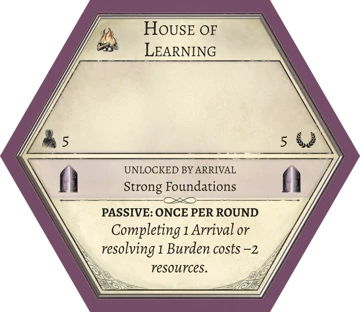 House of
Learning
5 5
UNLOCKED BY ARRIVAL
Strong Foundations
PASSIVE: ONCE PER ROUND
Completing 1 Arrival or
resolving 1 Burden costs –2
resources.